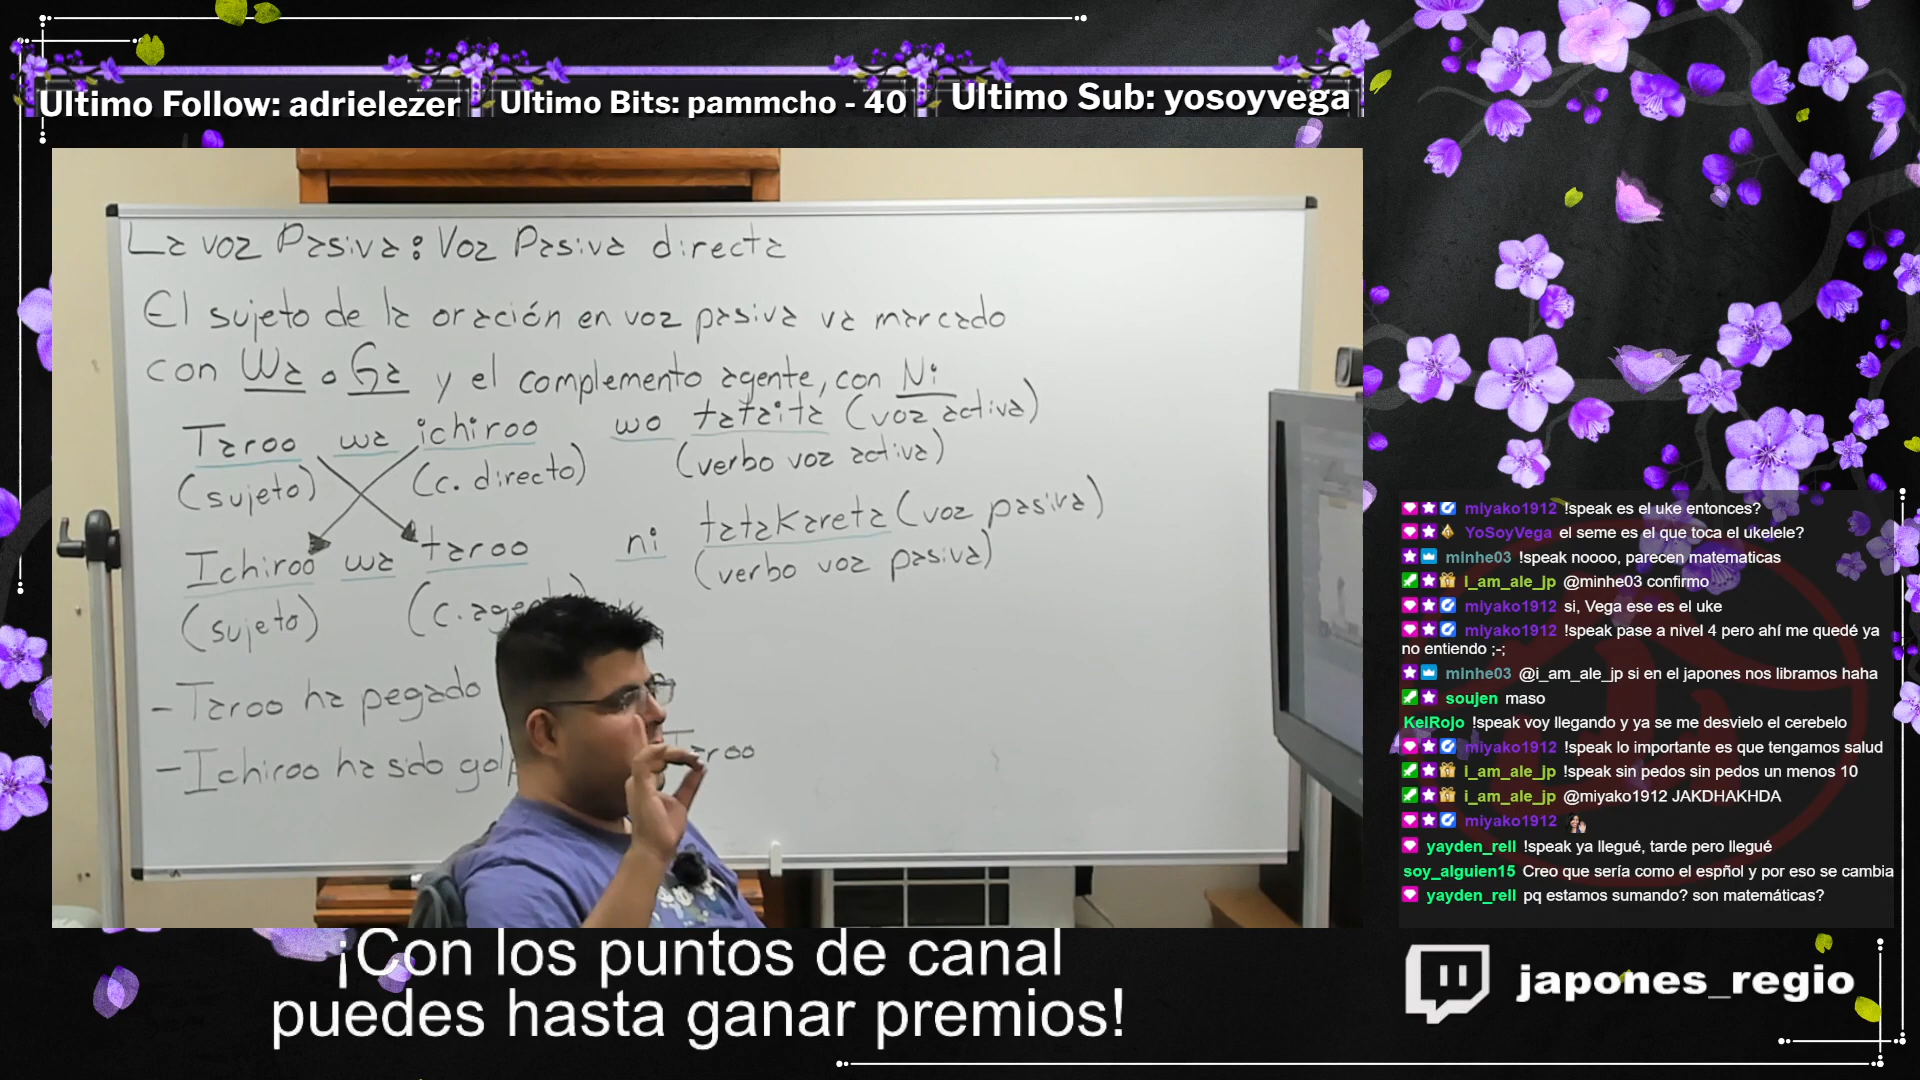 Ultimo Follow: adrielezer
Ultimo Bits: pammcho - 40
Ultimo Sub: yosoyvega
La voz Pasiva: Voz Pasiva directa
El sujeto de la oración en voz pasiva va marcado
con Wa o Ga y el complemento agente, con Ni
Taroo wa ichiroo wo tataita (voz activa)
(sujeto) (c. directo) (verbo voz activa)
Ichiroo wa taroo ni tatakareta (voz pasiva)
(sujeto) (c. agente) (verbo voz pasiva)
- Taroo ha pegado
- Ichiroo ha sido Taroo
miyako1912 !speak es el uke entonces?
YoSoyVega el seme es el que toca el ukelele?
minhe03 !speak noooo, parecen matematicas
i_am_ale_jp @minhe03 confirmo
miyako1912 si, Vega ese es el uke
miyako1912 !speak pase a nivel 4 pero ahí me quedé ya
no entiendo ;-;
minhe03 @i_am_ale_jp si en el japones nos libramos haha
soujen maso
KelRojo !speak voy llegando y ya se me desvielo el cerebelo
miyako1912 !speak lo importante es que tengamos salud
i_am_ale_jp !speak sin pedos sin pedos un menos 10
i_am_ale_jp @miyako1912 JAKDHAKHDA
miyako1912
yayden_rell !speak ya llegué, tarde pero llegué
soy_alguien15 Creo que sería como el espñol y por eso se cambia
yayden_rell pq estamos sumando? son matemáticas?
¡Con los puntos de canal
puedes hasta ganar premios!
japones_regio